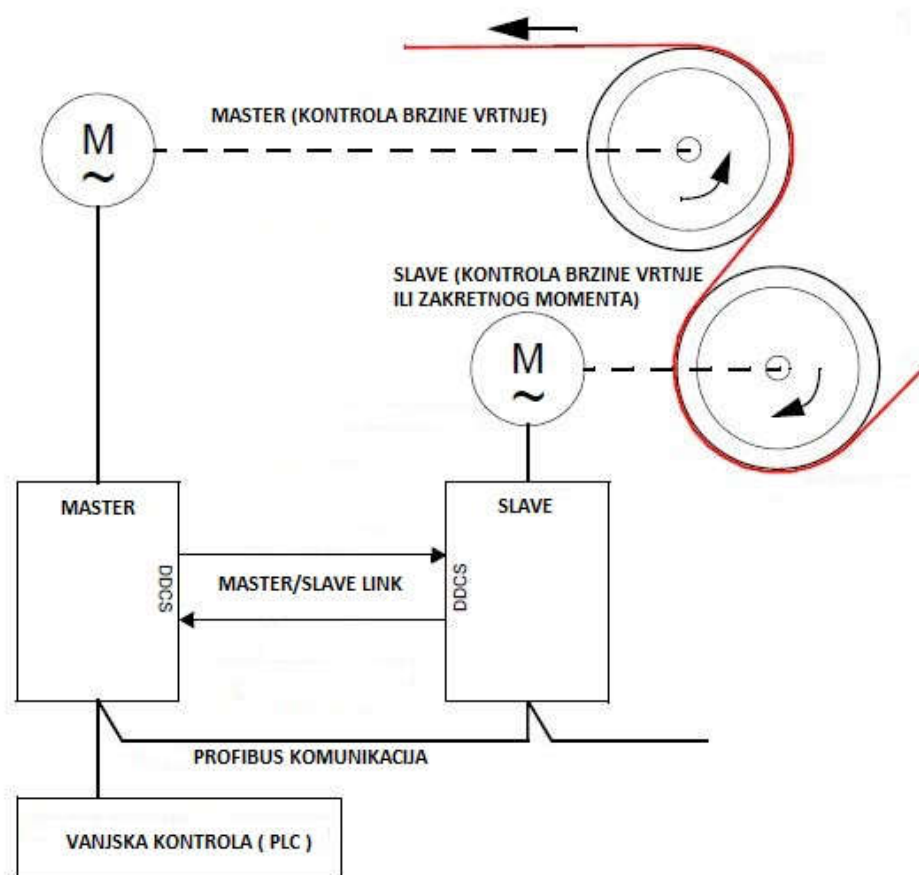 MASTER (KONTROLA BRZINE VRTNJE)
M
~
SLAVE (KONTROLA BRZINE VRTNJE
ILI ZAKRETNOG MOMENTA)
M
~
MASTER
SLAVE
DDCS
MASTER/SLAVE LINK
DDCS
PROFIBUS KOMUNIKACIJA
VANJSKA KONTROLA ( PLC )